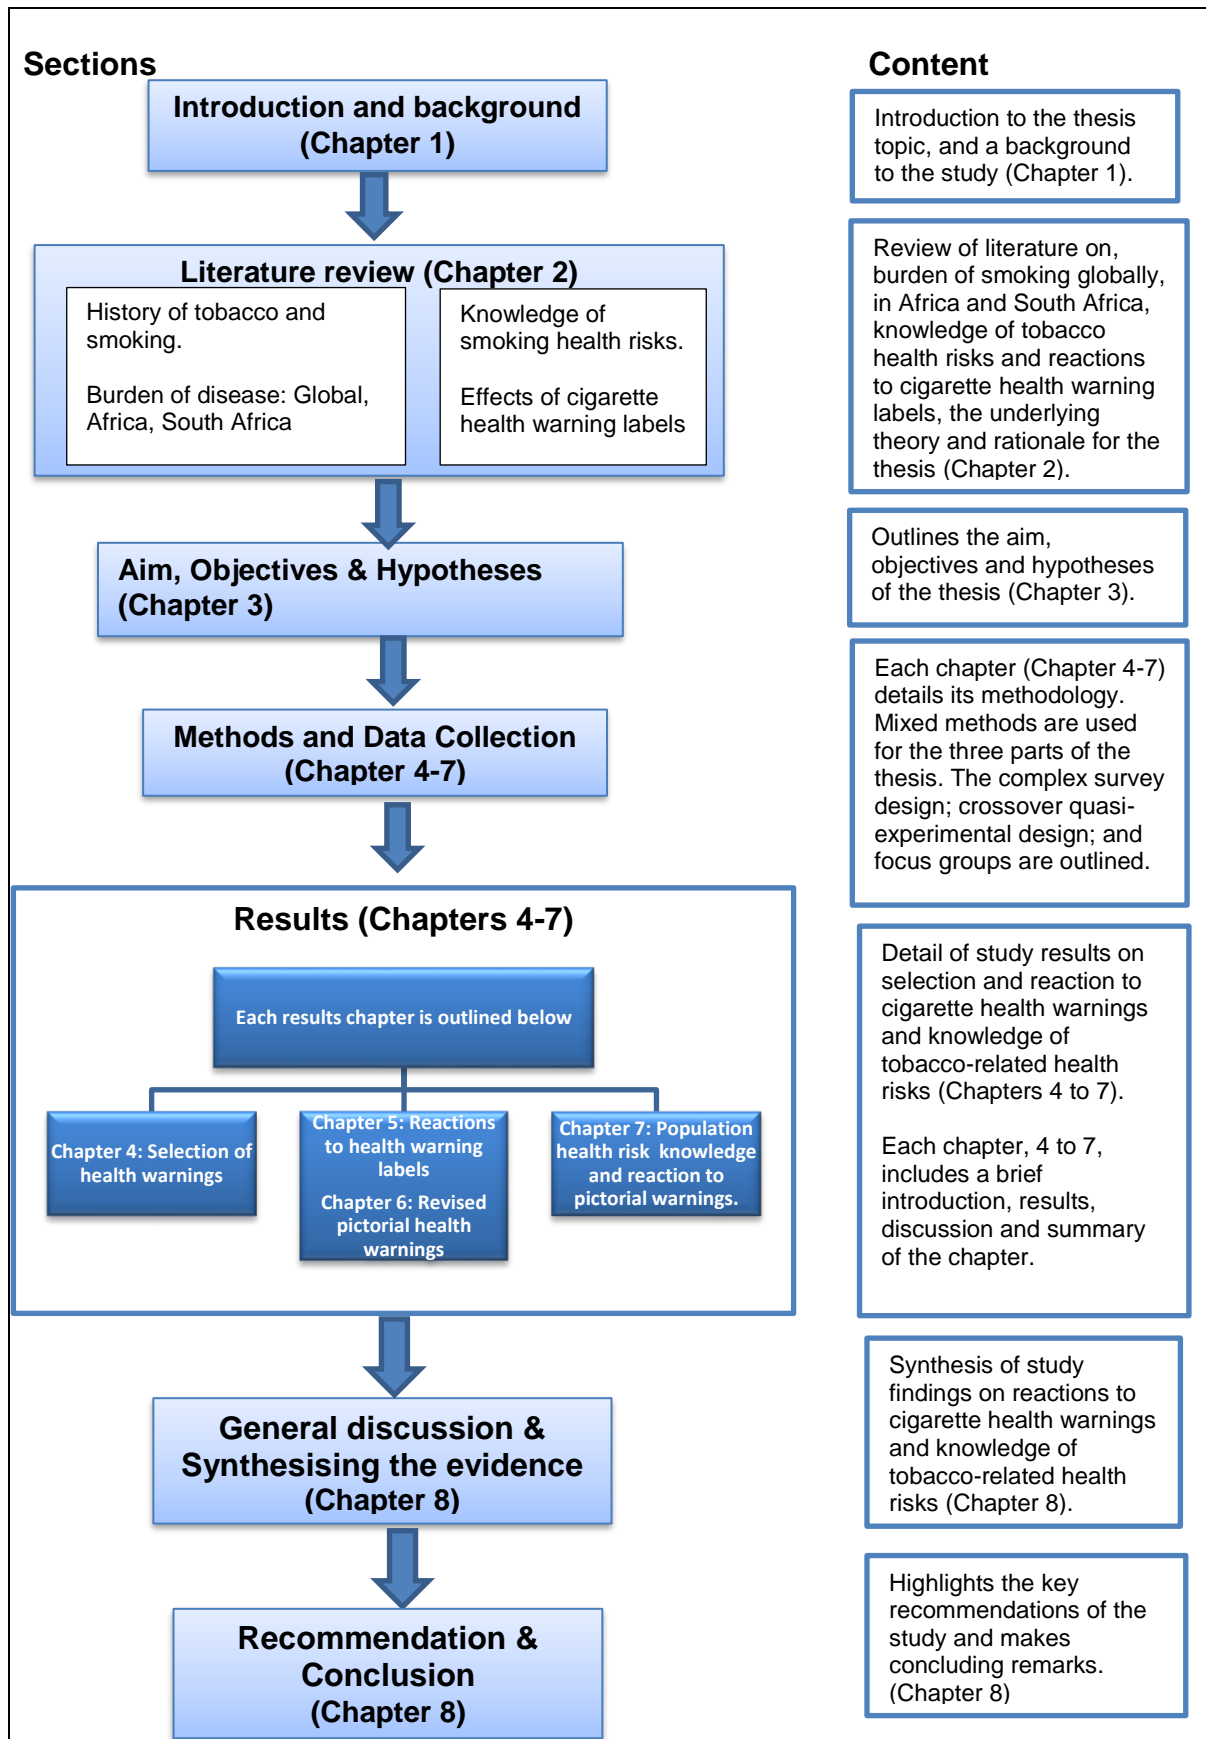 Sections
Content
Introduction and background
(Chapter 1)
Introduction to the thesis
topic, and a background
to the study (Chapter 1).
Literature review (Chapter 2)
History of tobacco and
smoking.
Burden of disease: Global,
Africa, South Africa
Knowledge of
smoking health risks.
Effects of cigarette
health warning labels
Review of literature on,
burden of smoking globally,
in Africa and South Africa,
knowledge of tobacco
health risks and reactions
to cigarette health warning
labels, the underlying
theory and rationale for the
thesis (Chapter 2).
Aim, Objectives & Hypotheses
(Chapter 3)
Outlines the aim,
objectives and hypotheses
of the thesis (Chapter 3).
Methods and Data Collection
(Chapter 4-7)
Each chapter (Chapter 4-7)
details its methodology.
Mixed methods are used
for the three parts of the
thesis. The complex survey
design; crossover quasi-
experimental design; and
focus groups are outlined.
Results (Chapters 4-7)
Each results chapter is outlined below
Chapter 4: Selection of
health warnings
Chapter 5: Reactions
to health warning
labels
Chapter 6: Revised
pictorial health
warnings
Chapter 7: Population
health risk knowledge
and reaction to
pictorial warnings.
Detail of study results on
selection and reaction to
cigarette health warnings
and knowledge of
tobacco-related health
risks (Chapters 4 to 7).
Each chapter, 4 to 7,
includes a brief
introduction, results,
discussion and summary
of the chapter.
General discussion &
Synthesising the evidence
(Chapter 8)
Synthesis of study
findings on reactions to
cigarette health warnings
and knowledge of
tobacco-related health
risks (Chapter 8).
Recommendation &
Conclusion
(Chapter 8)
Highlights the key
recommendations of the
study and makes
concluding remarks.
(Chapter 8)